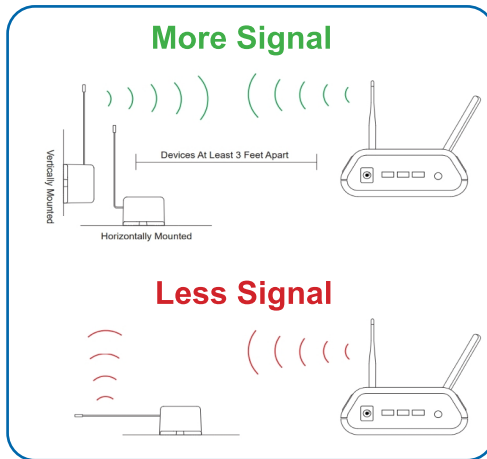 More Signal
Devices At Least 3 Feet Apart
Vertically Mounted
Horizontally Mounted
Less Signal